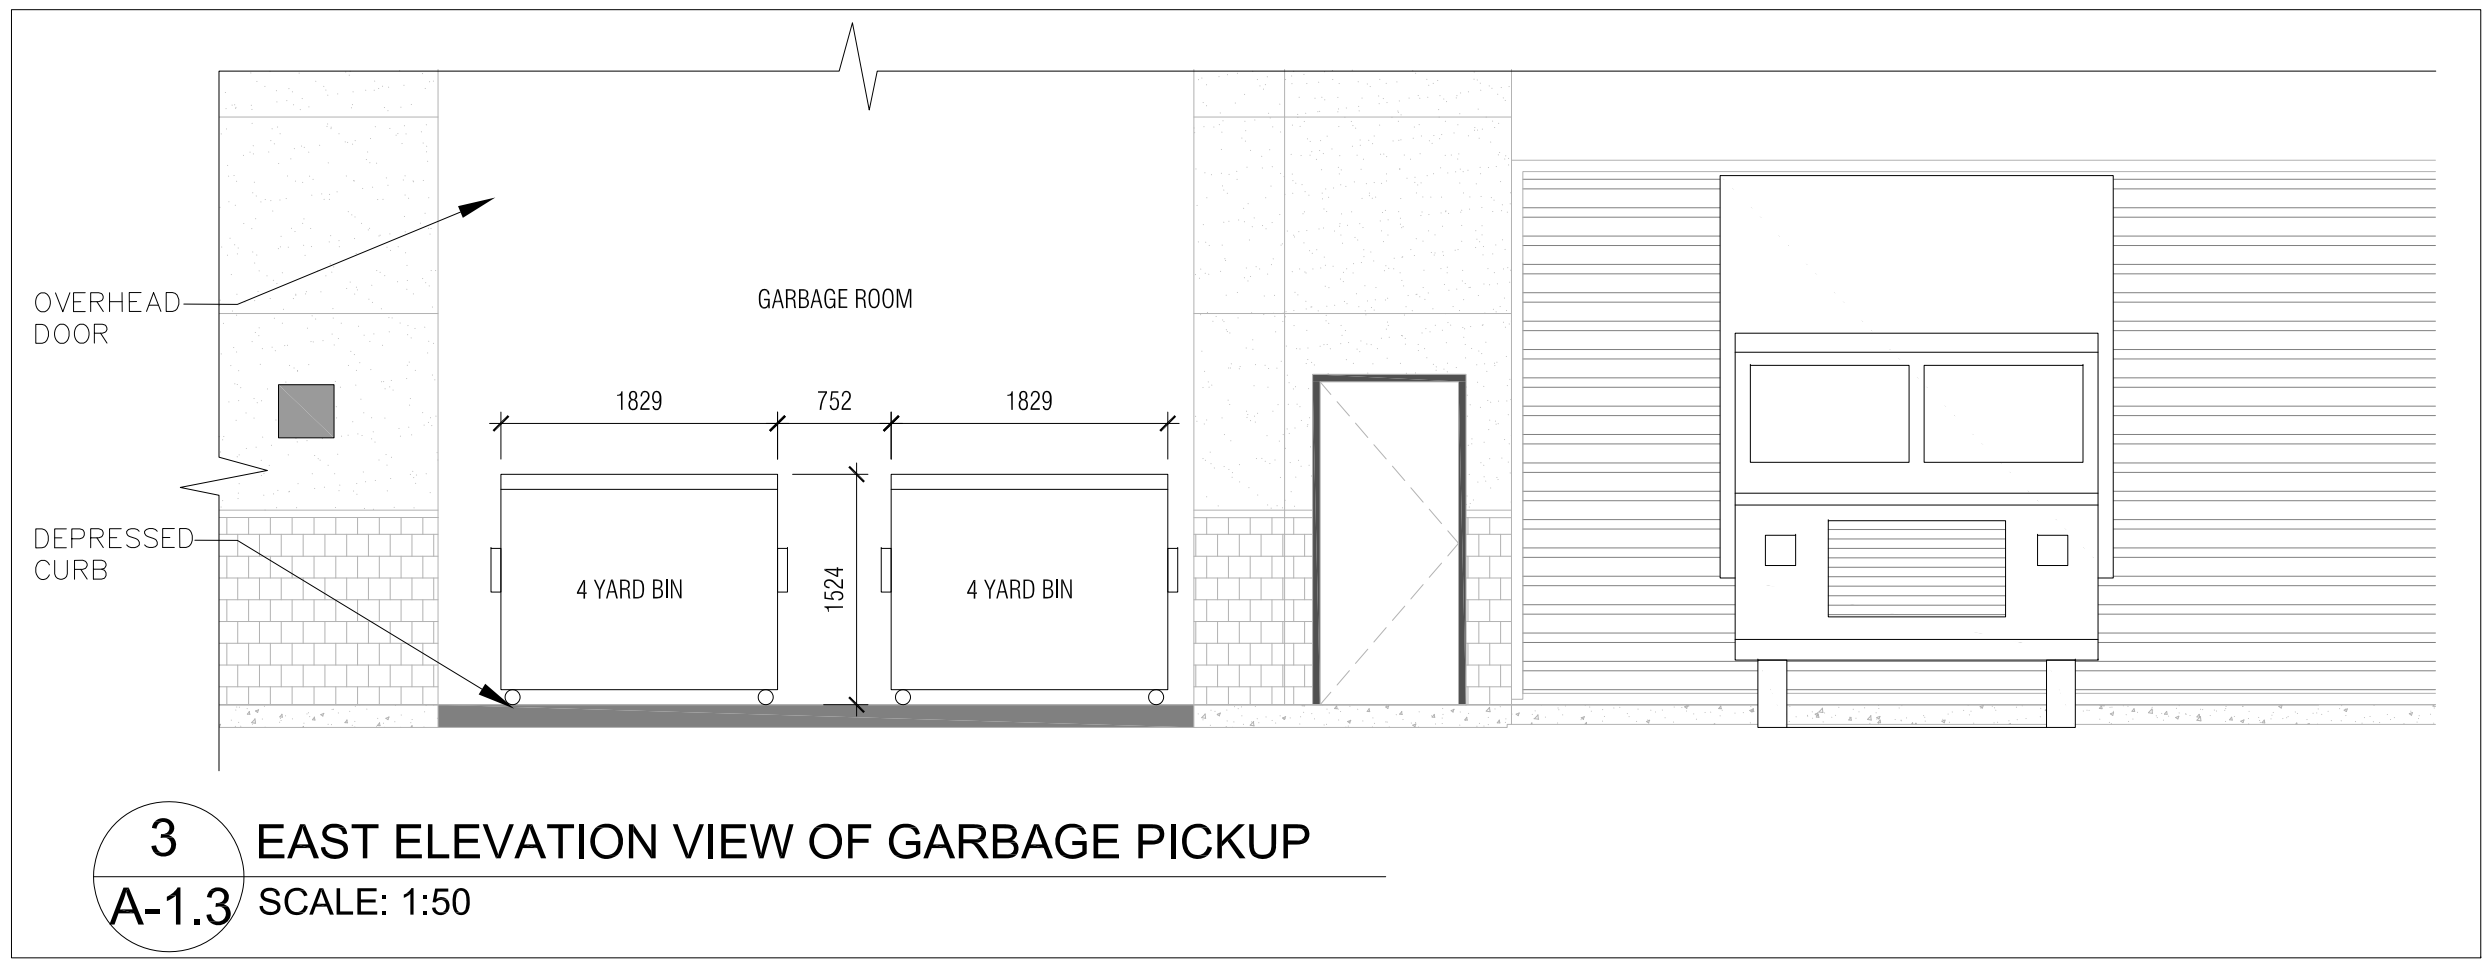 OVERHEAD
DOOR
GARBAGE ROOM
1829
752
1829
1524
DEPRESSED
CURB
4 YARD BIN
4 YARD BIN
3
A-1.3
EAST ELEVATION VIEW OF GARBAGE PICKUP
SCALE: 1:50